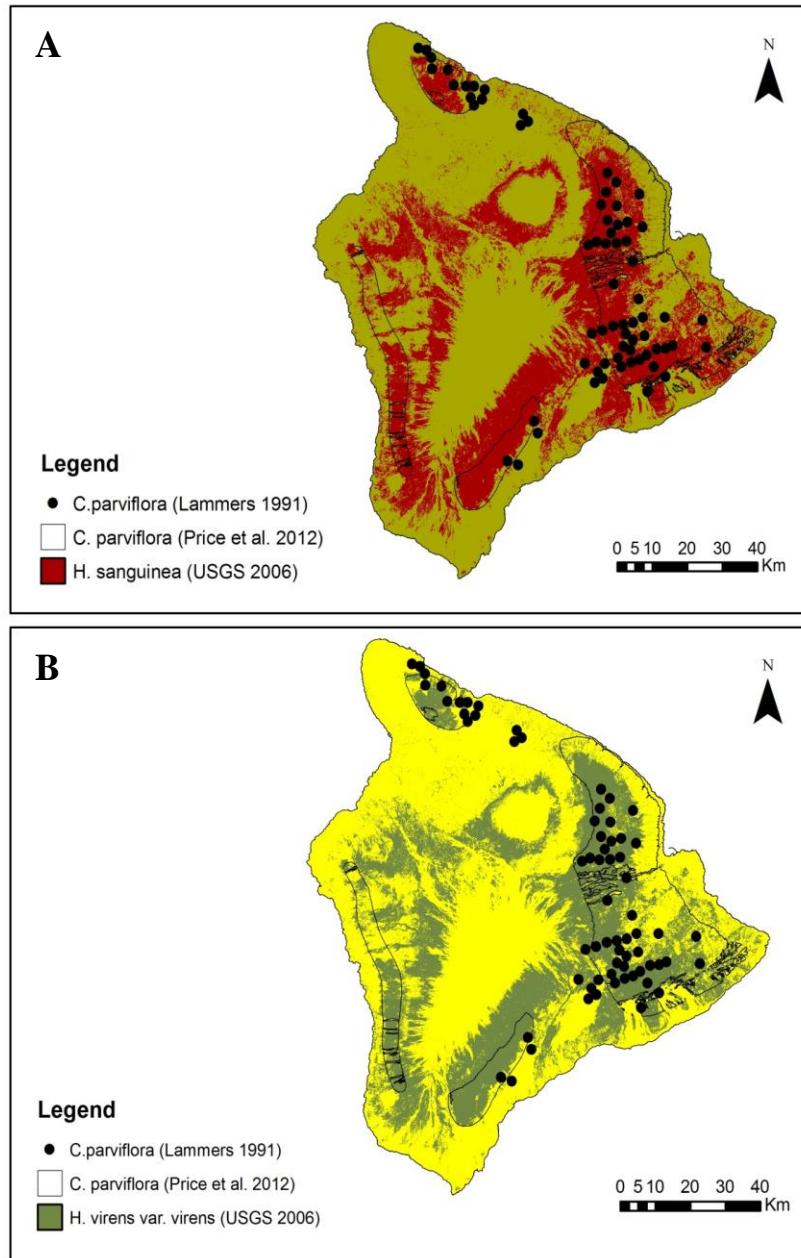 A
N
Legend
C.parviflora (Lammers 1991)
C. parviflora (Price et al. 2012)
H. sanguinea (USGS 2006)
0 5 10 20 30 40
Km
B
N
Legend
C.parviflora (Lammers 1991)
C. parviflora (Price et al. 2012)
H. virens var. virens (USGS 2006)
0 5 10 20 30 40
Km